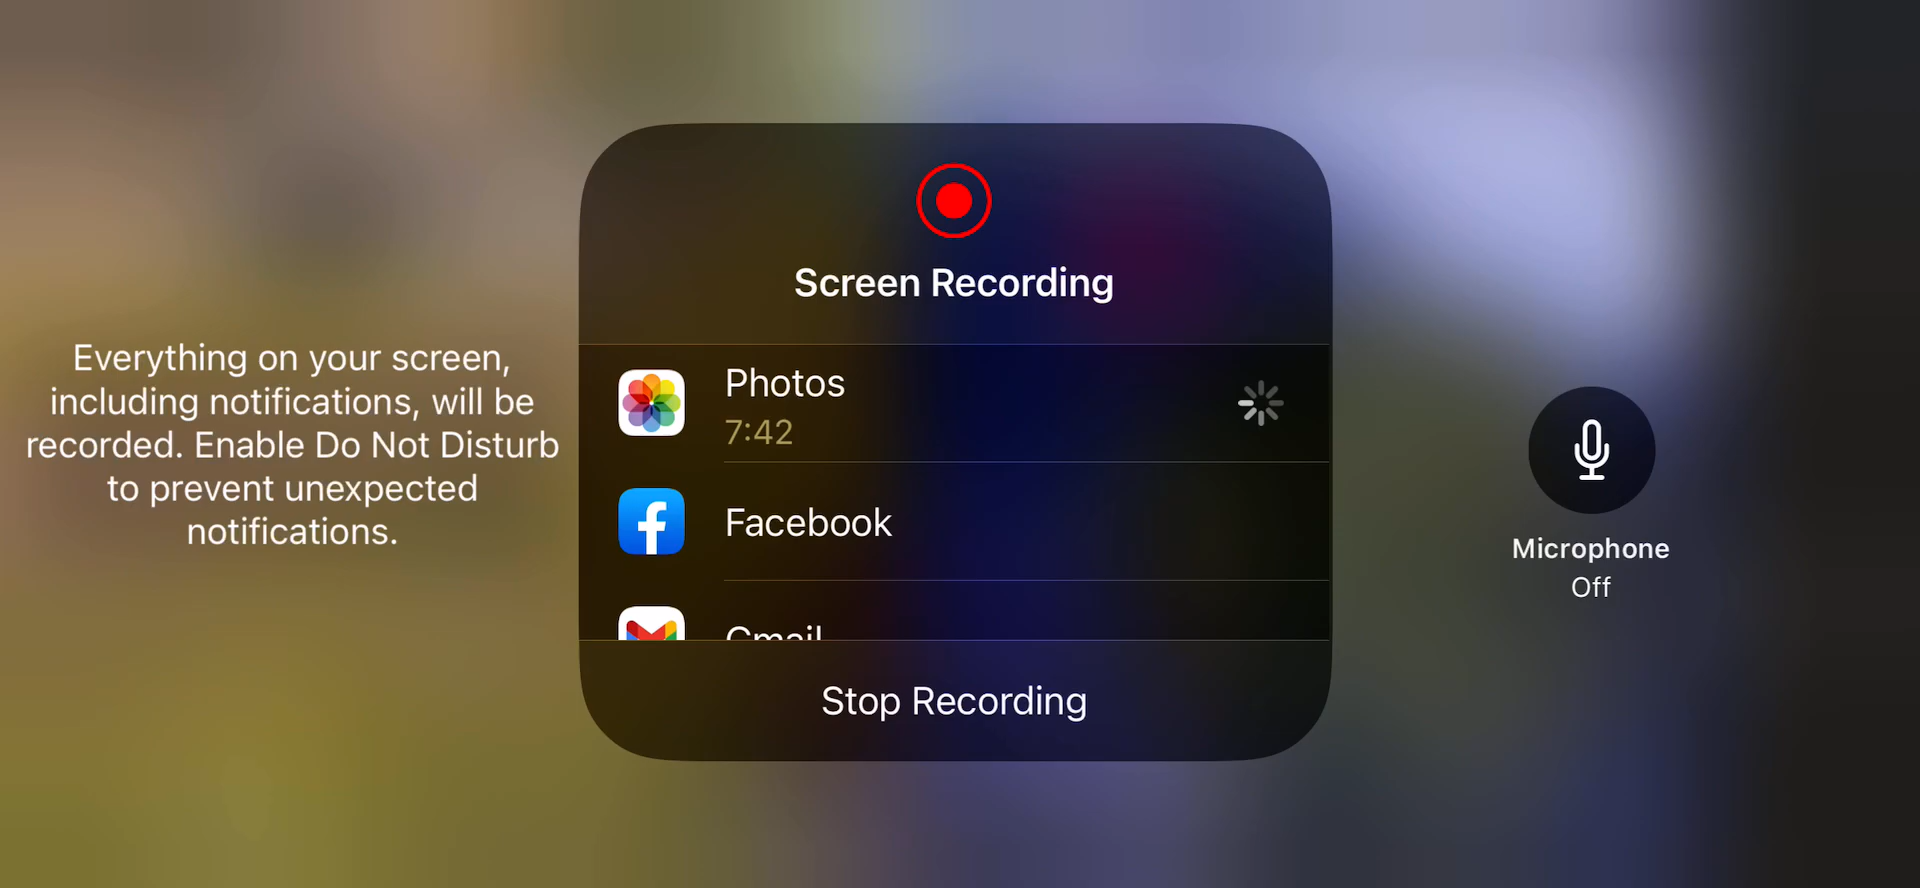 Everything on your screen,
including notifications, will be
recorded. Enable Do Not Disturb
to prevent unexpected
notifications.
Screen Recording
Photos
7:42
Facebook
Gmail
Stop Recording
Microphone
Off